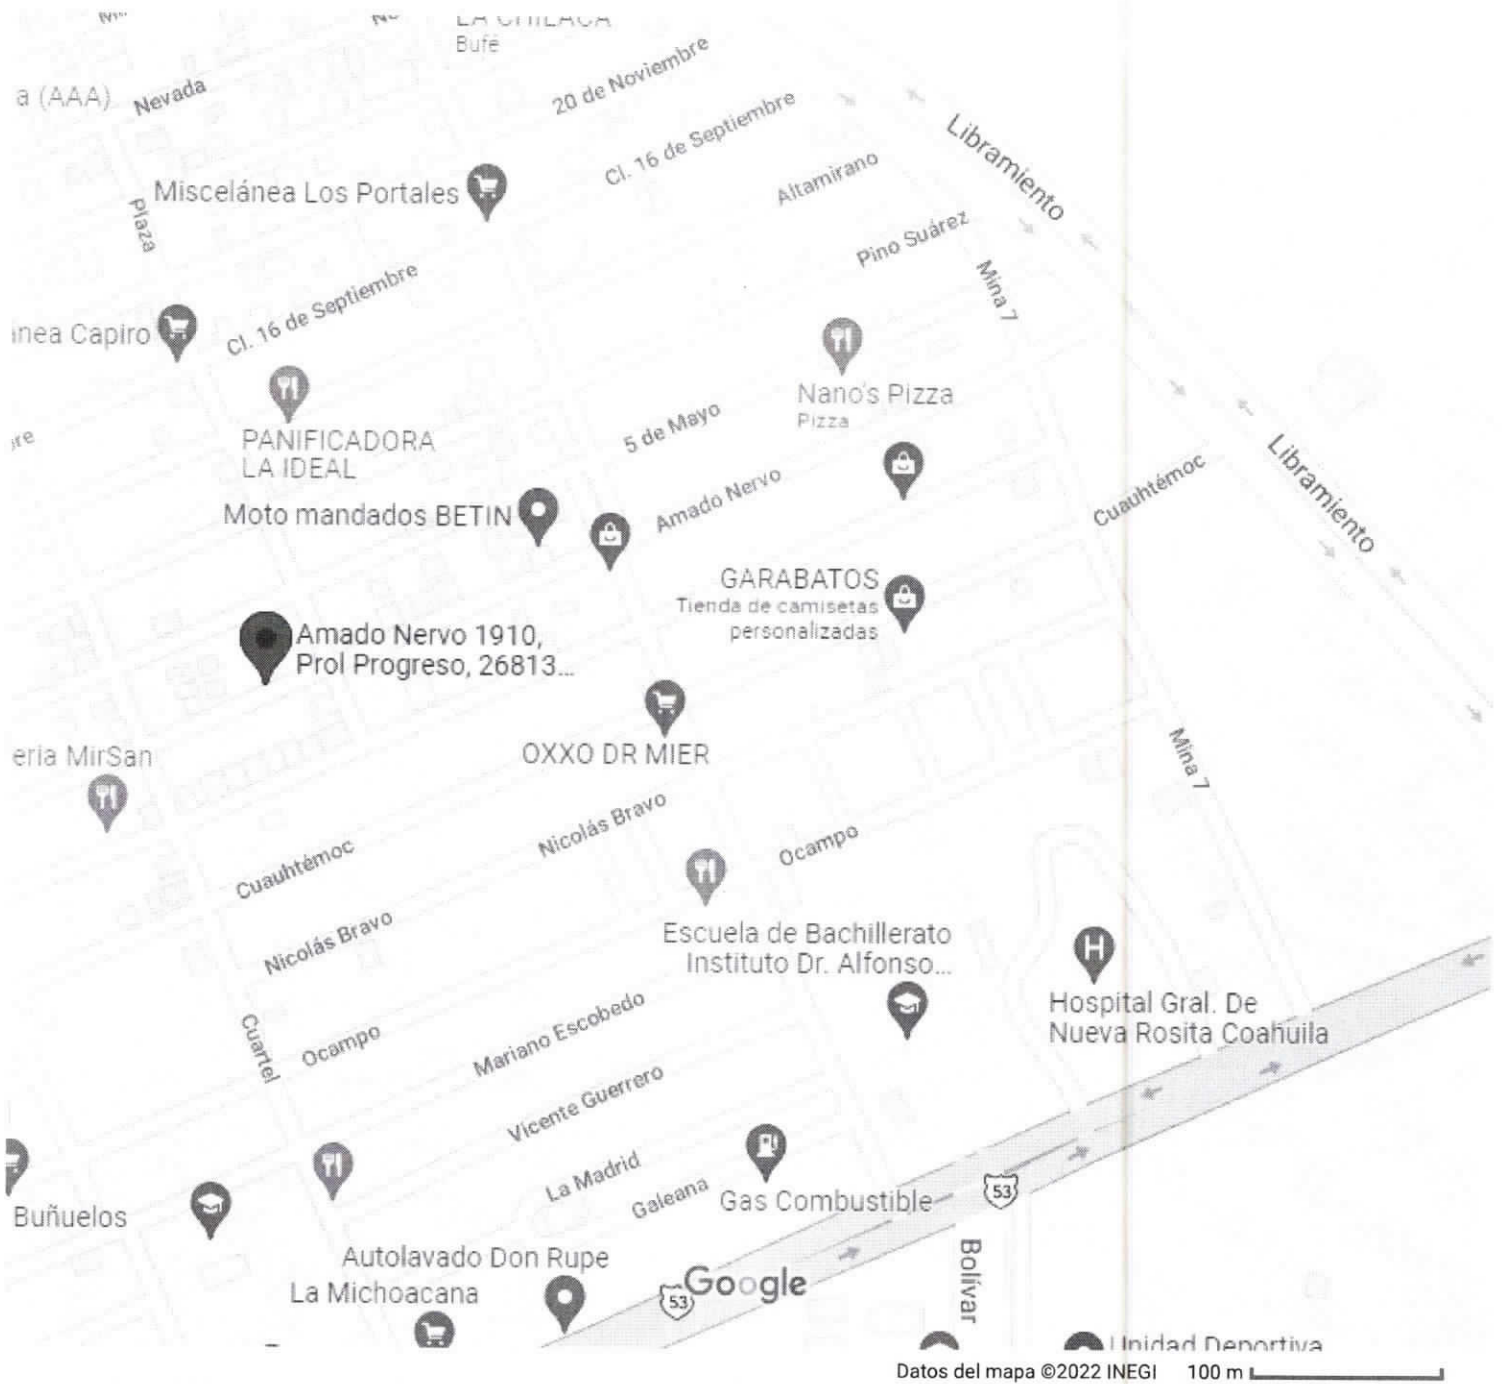 LA CHILACA
Bufé
a (AAA)
Nevada
20 de Noviembre
Cl. 16 de Septiembre
Libramiento
Miscelánea Los Portales
Altamirano
Plaza
Pino Suárez
Mina 7
Cl. 16 de Septiembre
ánea Capiro
Nano's Pizza
Pizza
5 de Mayo
PANIFICADORA
LA IDEAL
re
Libramiento
Amado Nervo
Cuauhtémoc
Moto mandados BETIN
GARABATOS
Tienda de camisetas
personalizadas
Amado Nervo 1910,
Prol Progreso, 26813...
OXXO DR MIER
eria MirSan
Mina 7
Nicolás Bravo
Ocampo
Cuauhtémoc
Nicolás Bravo
Escuela de Bachillerato
Instituto Dr. Alfonso...
H
Hospital Gral. De
Nueva Rosita Coahuila
Cuartel
Ocampo
Mariano Escobedo
Vicente Guerrero
La Madrid
Galeana
Gas Combustible
53
Buñuelos
Autolavado Don Rupe
La Michoacana
53
Google
Bolívar
Unidad Deportiva
Datos del mapa ©2022 INEGI 100 m